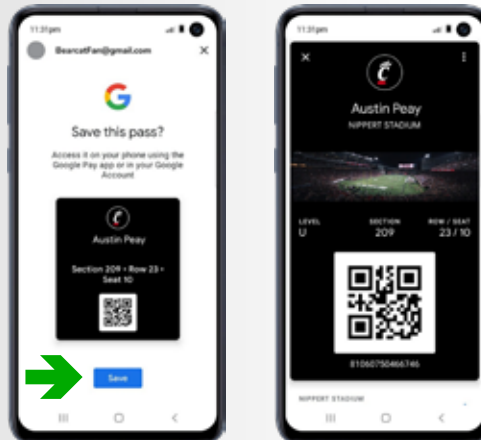 11:31pm
BearcatFan@gmail.com
X
G
Save this pass?
Access it on your phone using the
Google Pay app or in your Google
Account
C
Austin Peay
Section 209 • Row 23 •
Seat 10
Save
11:31pm
X
C
Austin Peay
NIPPERT STADIUM
LEVEL
SECTION
ROW / SEAT
U
209
23 / 10
81060750466746
NIPPERT STADIUM